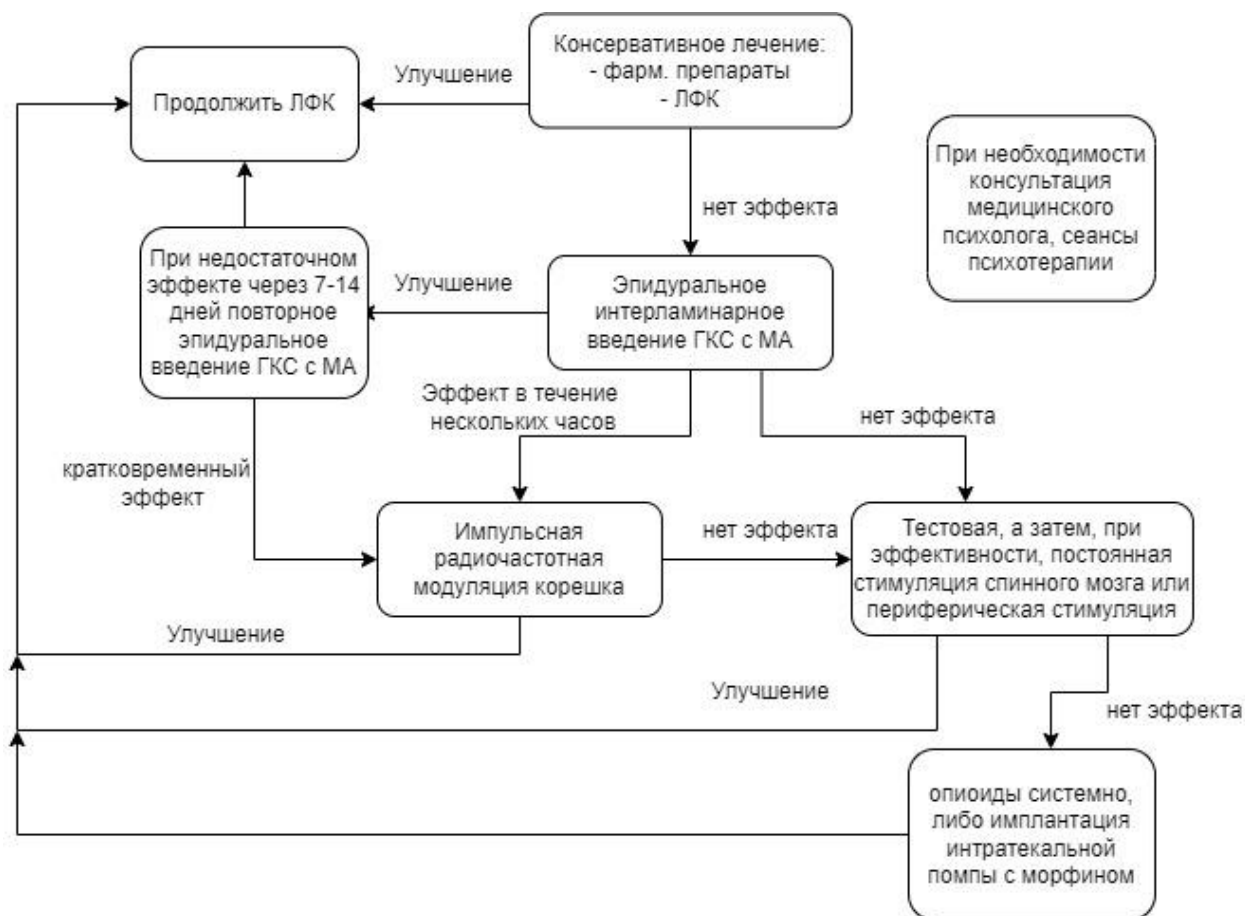 Консервативное лечение:
- фарм. препараты
- ЛФК
Улучшение
Продолжить ЛФК
При необходимости
консультация
медицинского
психолога, сеансы
психотерапии
нет эффекта
При недостаточном
эффекте через 7-14
дней повторное
эпидуральное
введение ГКС с МА
Улучшение
Эпидуральное
интерламинарное
введение ГКС с МА
Эффект в течение
нескольких часов
нет эффекта
кратковременный
эффект
Импульсная
радиочастотная
модуляция корешка
нет эффекта
Тестовая, а затем, при
эффективности, постоянная
стимуляция спинного мозга или
периферическая стимуляция
Улучшение
Улучшение
нет эффекта
опиоиды системно,
либо имплантация
интратекальной
помпы с морфином